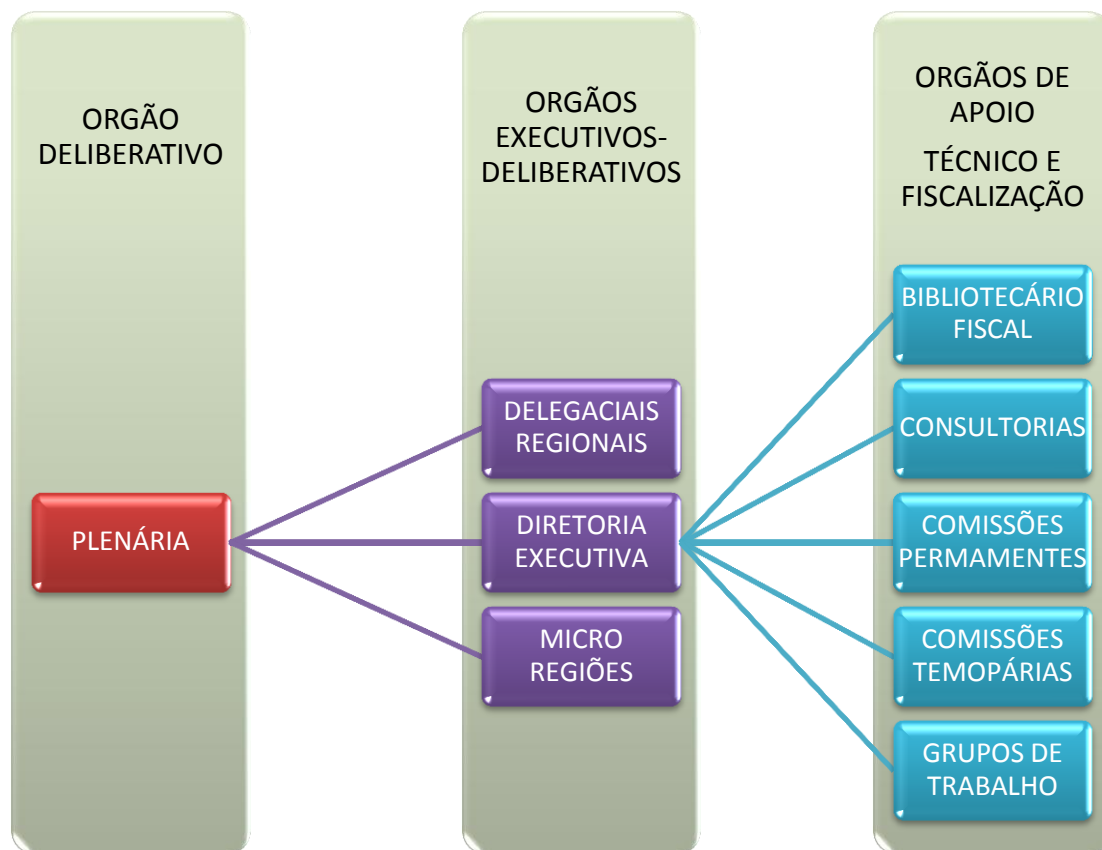 ORGÃO
DELIBERATIVO
PLENÁRIA
ORGÃOS
EXECUTIVOS-
DELIBERATIVOS
DELEGACIAIS
REGIONAIS
DIRETORIA
EXECUTIVA
MICRO
REGIÕES
ORGÃOS DE
APOIO
TÉCNICO E
FISCALIZAÇÃO
BIBLIOTECÁRIO
FISCAL
CONSULTORIAS
COMISSÕES
PERMAMENTES
COMISSÕES
TEMOPÁRIAS
GRUPOS DE
TRABALHO